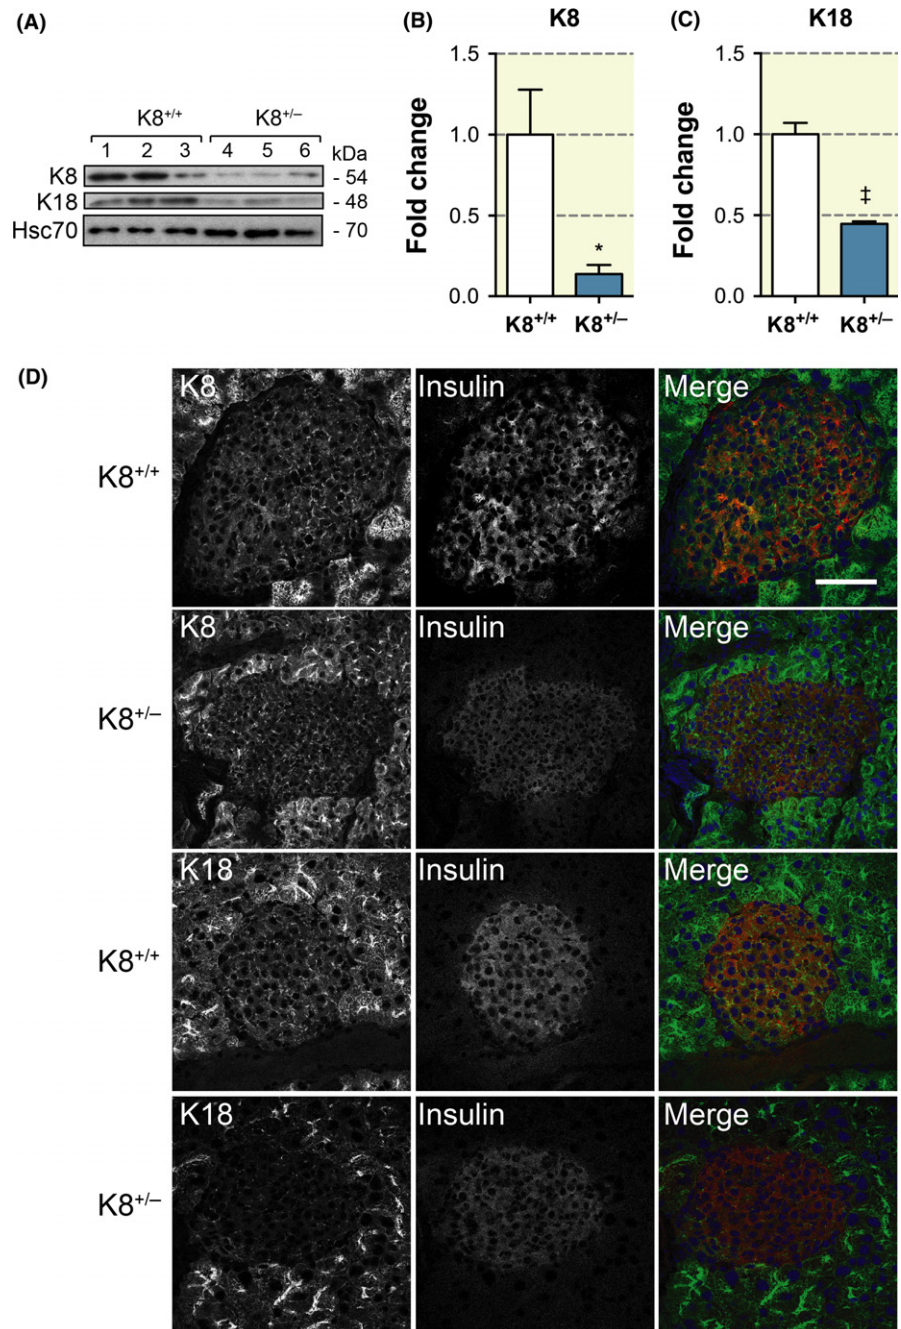 (A)
K8+/+ K8+/–
1 2 3 4 5 6 kDa
K8 - 54
K18 - 48
Hsc70 - 70
(B)
K8
Fold change
1.5
1.0
0.5
0.0
*
K8+/+ K8+/–
(C)
K18
Fold change
1.5
1.0
0.5
0.0
‡
K8+/+ K8+/–
(D)
K8+/+
K8 Insulin Merge
K8+/–
K8 Insulin Merge
K8+/+
K18 Insulin Merge
K8+/–
K18 Insulin Merge